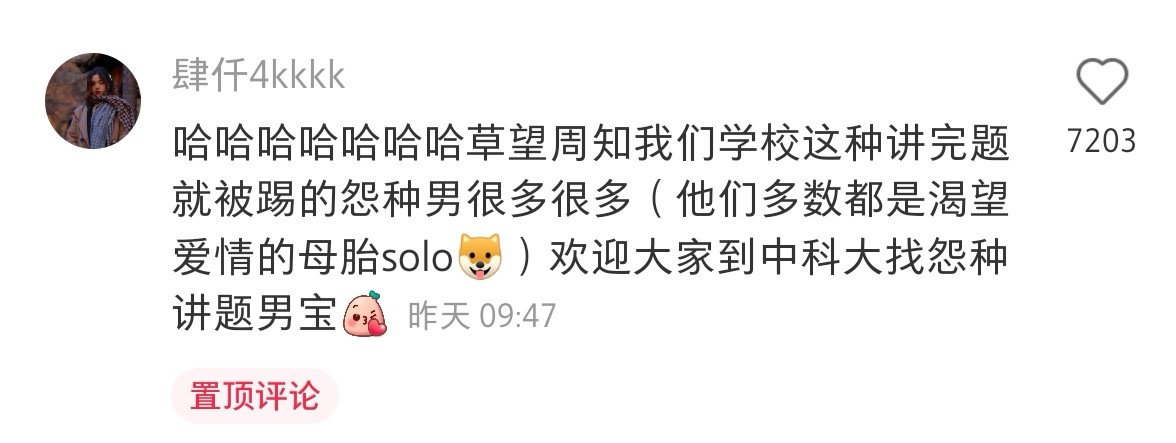 肆仟4kkkk
哈哈哈哈哈哈哈草望周知我们学校这种讲完题
就被踢的怨种男很多很多（他们多数都是渴望
爱情的母胎solo）欢迎大家到中科大找怨种
讲题男宝 昨天 09:47
7203
置顶评论